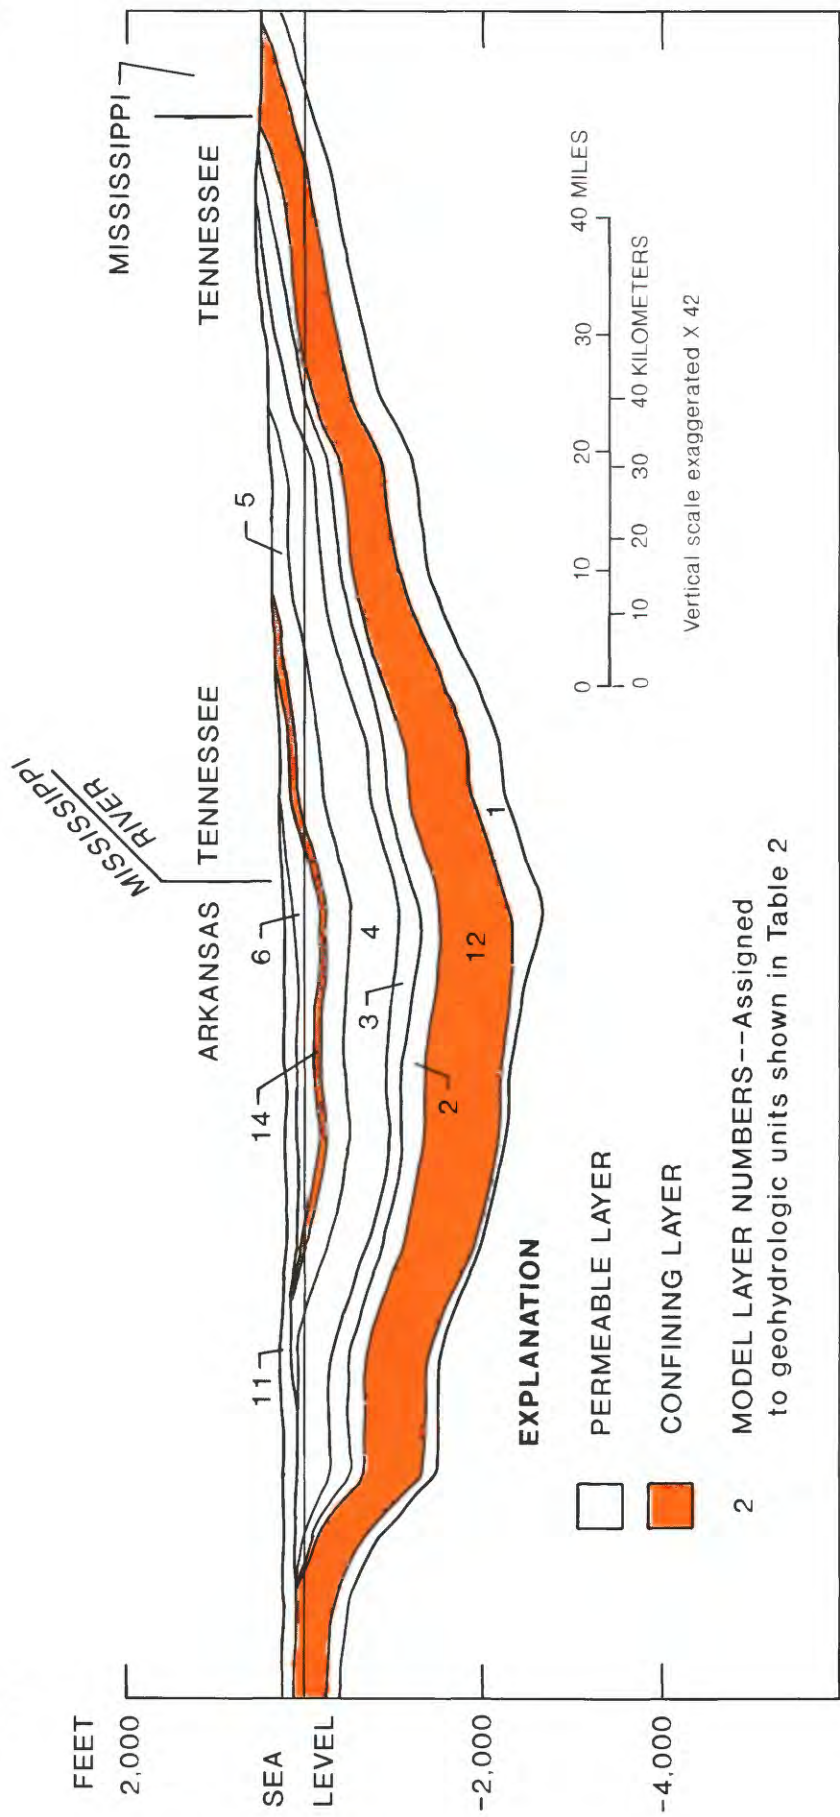 MISSISSIPPI
TENNESSEE
MISSISSIPPI
RIVER
ARKANSAS TENNESSEE
FEET
2,000
SEA
LEVEL
-2,000
-4,000
11
14
6
5
3
4
2
12
1
EXPLANATION
PERMEABLE LAYER
CONFINING LAYER
2 MODEL LAYER NUMBERS--Assigned
to geohydrologic units shown in Table 2
0 10 20 30 40 MILES
0 10 20 30 40 KILOMETERS
Vertical scale exaggerated X 42